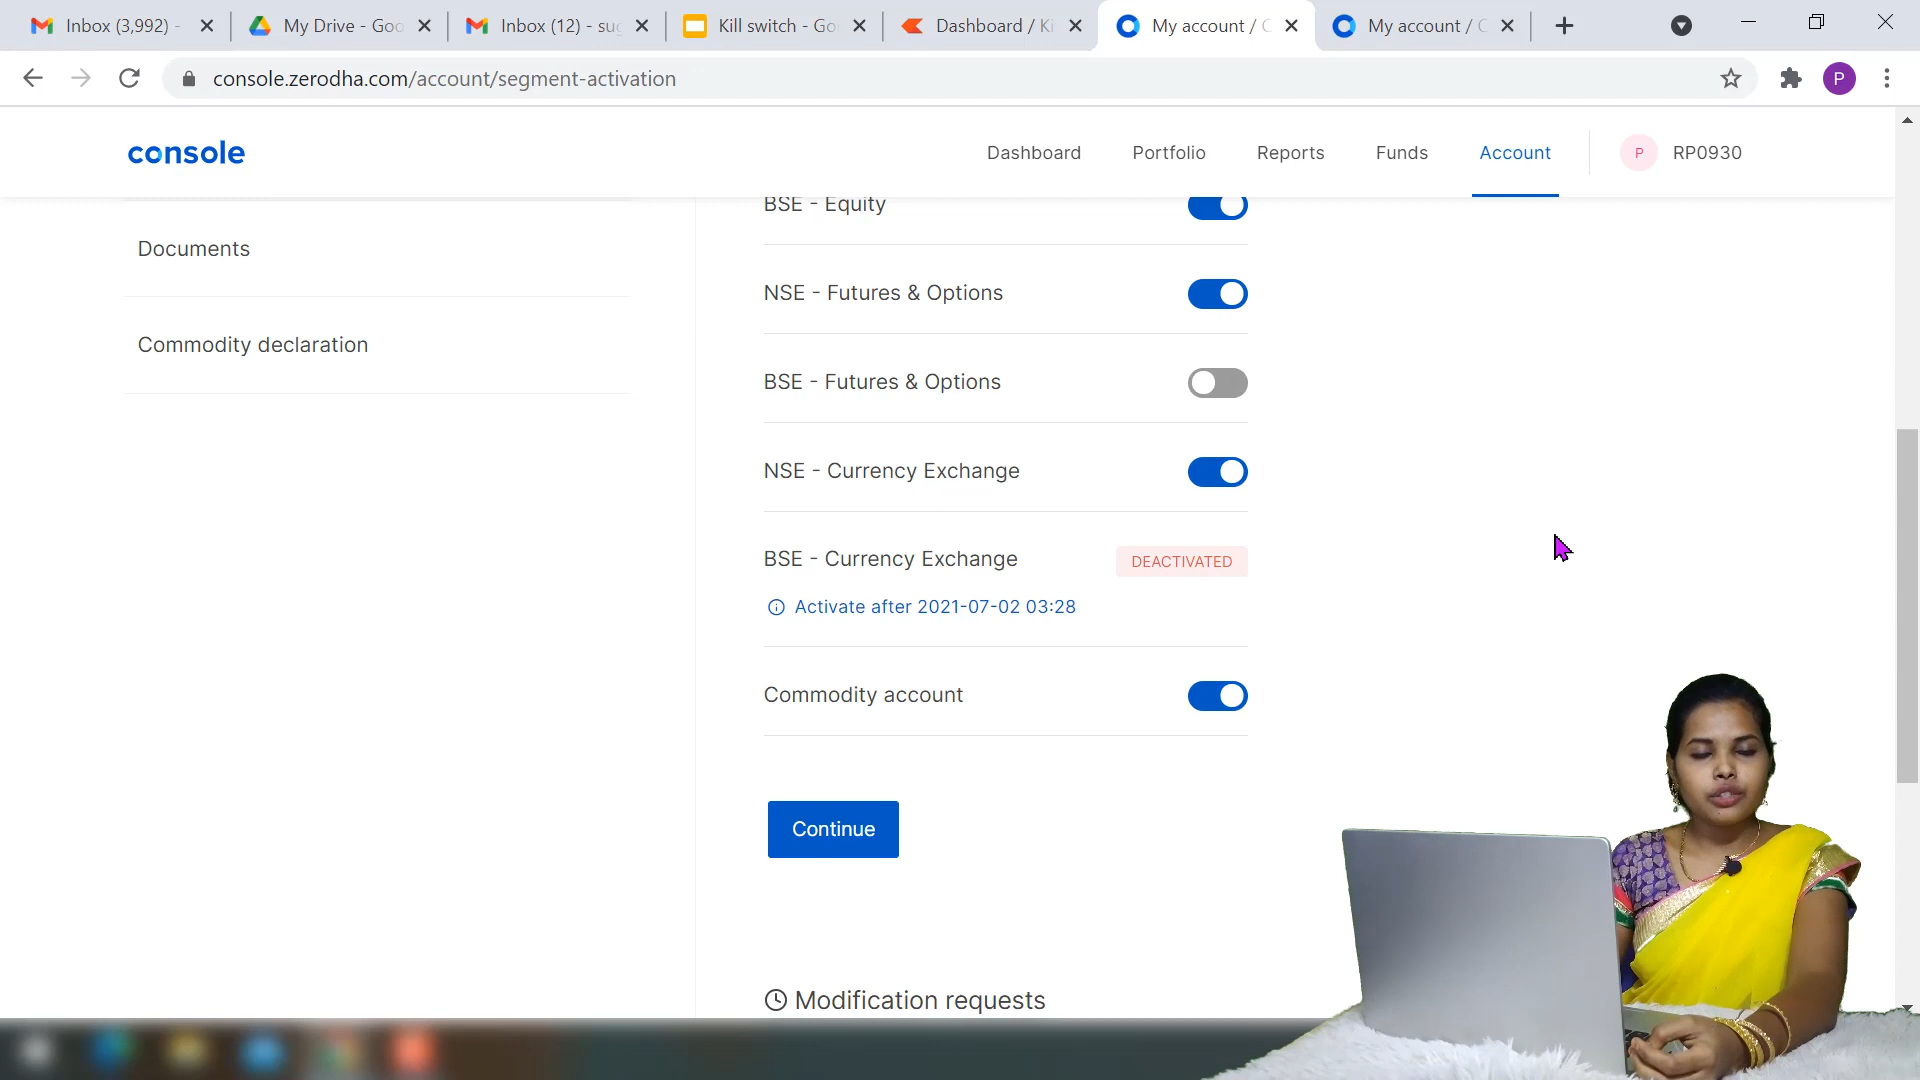 Inbox (3,992) -
My Drive - Goo
Inbox (12) - sug
Kill switch - Go
Dashboard / Ki
My account / C
My account / C
console.zerodha.com/account/segment-activation
P
console
Dashboard
Portfolio
Reports
Funds
Account
P
RP0930
Documents
Commodity declaration
BSE - Equity
NSE - Futures & Options
BSE - Futures & Options
NSE - Currency Exchange
BSE - Currency Exchange
DEACTIVATED
Activate after 2021-07-02 03:28
Commodity account
Continue
Modification requests